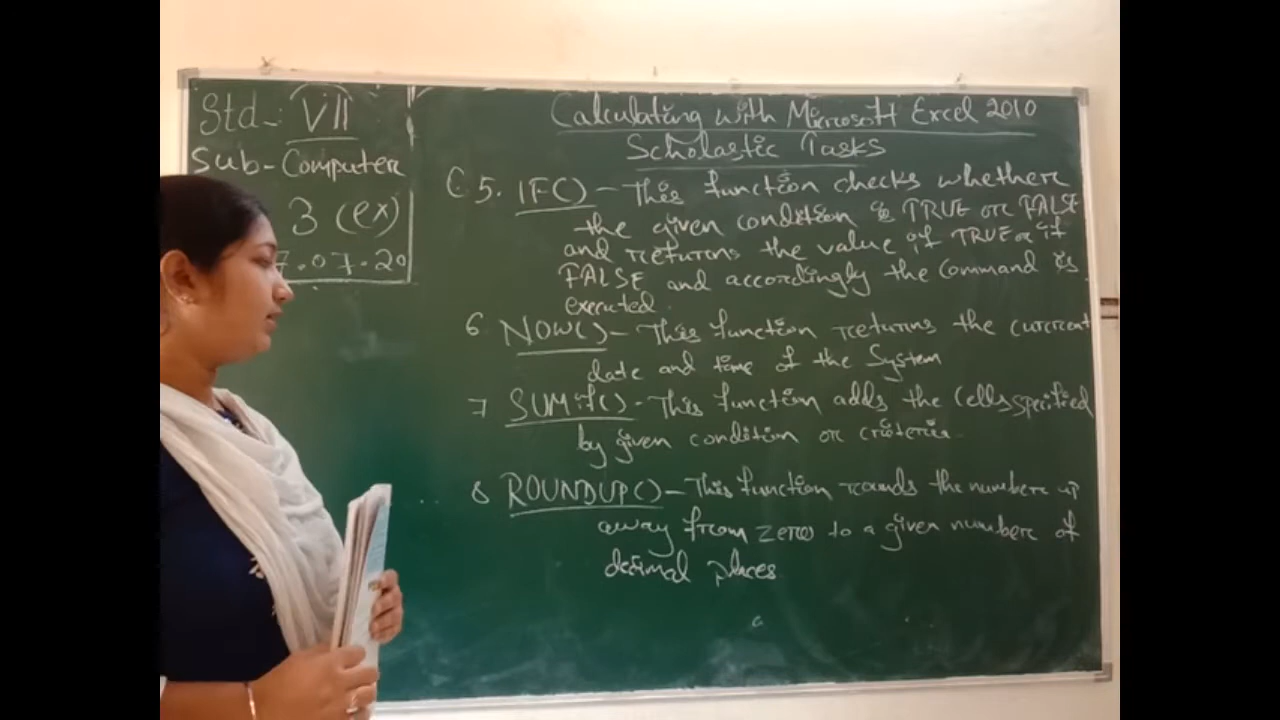 Std - VII
Sub - Computer
3 (ex)
7.07.20
Calculating with Microsoft Excel 2010
Scholastic Tasks
C 5. IF() - This function checks whether
the given condition is TRUE or FALSE
and returns the value if TRUE or if
FALSE and accordingly the command is
executed.
6 NOW() - This function returns the current
date and time of the System
7 SUMif() - This function adds the cells specified
by given condition or criteria.
8 ROUNDUP() - This function rounds the number up
away from zero to a given number of
decimal places